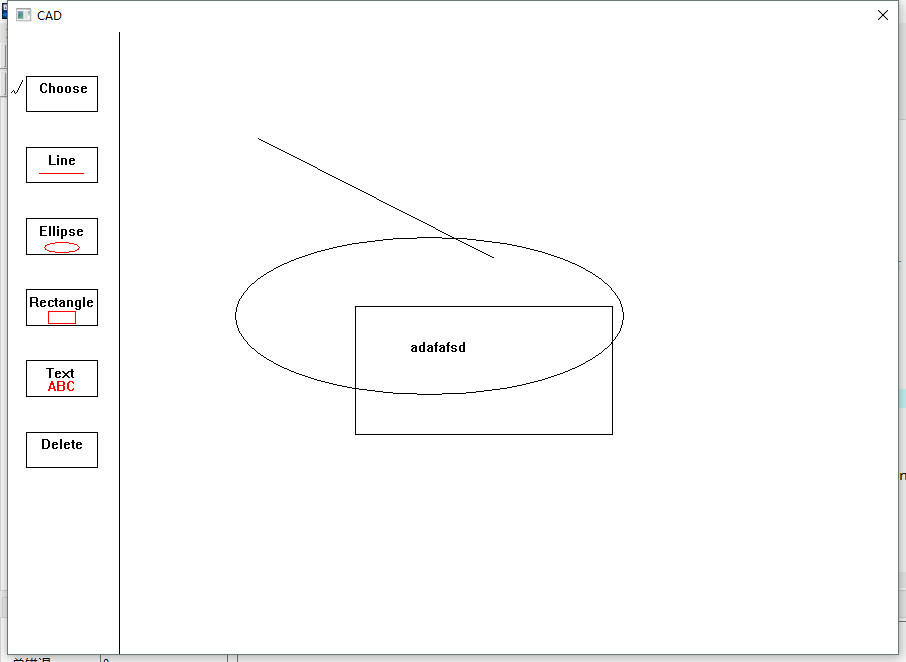 CAD
Choose
Line
Ellipse
Rectangle
Text
ABC
Delete
adafafsd